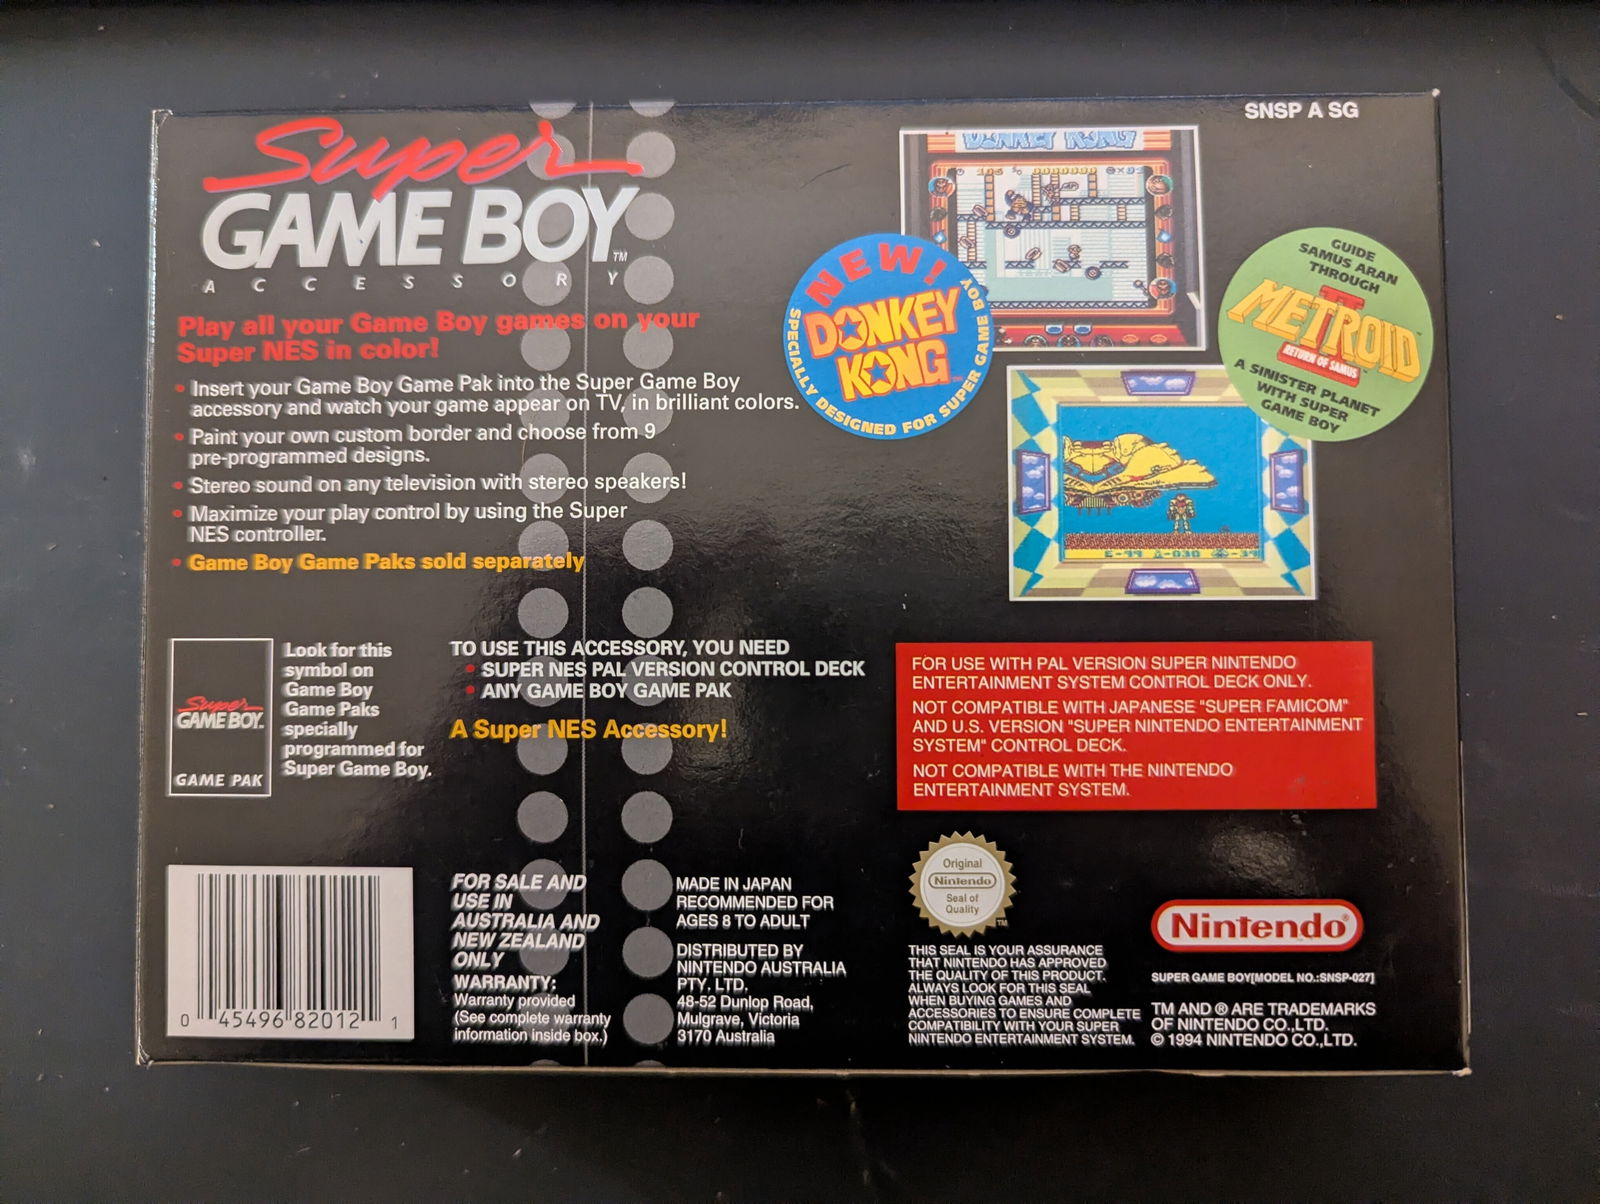 SNSP A SG
Super
GAME BOY™
ACCESSORY
Play all your Game Boy games on your
Super NES in color!
• Insert your Game Boy Game Pak into the Super Game Boy
accessory and watch your game appear on TV, in brilliant colors.
• Paint your own custom border and choose from 9
pre-programmed designs.
• Stereo sound on any television with stereo speakers!
• Maximize your play control by using the Super
NES controller.
• Game Boy Game Paks sold separately
DONKEY KONG
NEW!
DONKEY
KONG™
SPECIALLY DESIGNED FOR SUPER GAME BOY
GUIDE
SAMUS ARAN
THROUGH
METROID™
II
RETURN OF SAMUS
A SINISTER PLANET
WITH SUPER
GAME BOY
Super
GAME BOY.
GAME PAK
Look for this
symbol on
Game Boy
Game Paks
specially
programmed for
Super Game Boy.
TO USE THIS ACCESSORY, YOU NEED
• SUPER NES PAL VERSION CONTROL DECK
• ANY GAME BOY GAME PAK
A Super NES Accessory!
FOR USE WITH PAL VERSION SUPER NINTENDO
ENTERTAINMENT SYSTEM CONTROL DECK ONLY.
NOT COMPATIBLE WITH JAPANESE "SUPER FAMICOM"
AND U.S. VERSION "SUPER NINTENDO ENTERTAINMENT
SYSTEM" CONTROL DECK.
NOT COMPATIBLE WITH THE NINTENDO
ENTERTAINMENT SYSTEM.
0 45496 82012 1
FOR SALE AND
USE IN
AUSTRALIA AND
NEW ZEALAND
ONLY
WARRANTY:
Warranty provided
(See complete warranty
information inside box.)
MADE IN JAPAN
RECOMMENDED FOR
AGES 8 TO ADULT
DISTRIBUTED BY
NINTENDO AUSTRALIA
PTY. LTD.
48-52 Dunlop Road,
Mulgrave, Victoria
3170 Australia
Original
Nintendo
Seal of
Quality
TM
THIS SEAL IS YOUR ASSURANCE
THAT NINTENDO HAS APPROVED
THE QUALITY OF THIS PRODUCT.
ALWAYS LOOK FOR THIS SEAL
WHEN BUYING GAMES AND
ACCESSORIES TO ENSURE COMPLETE
COMPATIBILITY WITH YOUR SUPER
NINTENDO ENTERTAINMENT SYSTEM.
Nintendo®
SUPER GAME BOY[MODEL NO.:SNSP-027]
TM AND ® ARE TRADEMARKS
OF NINTENDO CO.,LTD.
© 1994 NINTENDO CO.,LTD.